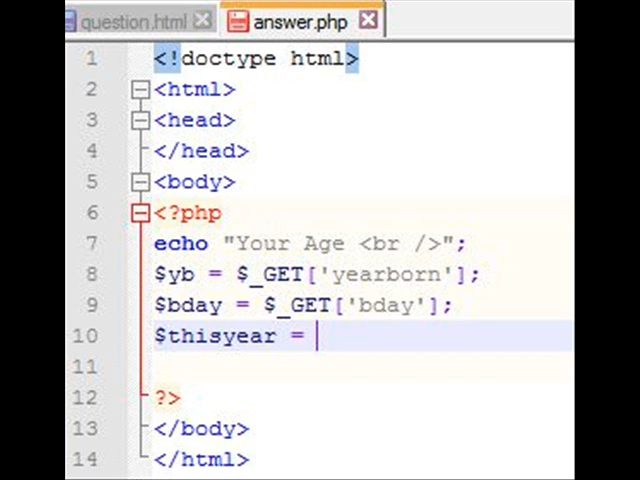 question.html answer.php
1 <!doctype html>
2 <html>
3 <head>
4 </head>
5 <body>
6 <?php
7 echo "Your Age <br />";
8 $yb = $_GET['yearborn'];
9 $bday = $_GET['bday'];
10 $thisyear =
11
12 ?>
13 </body>
14 </html>